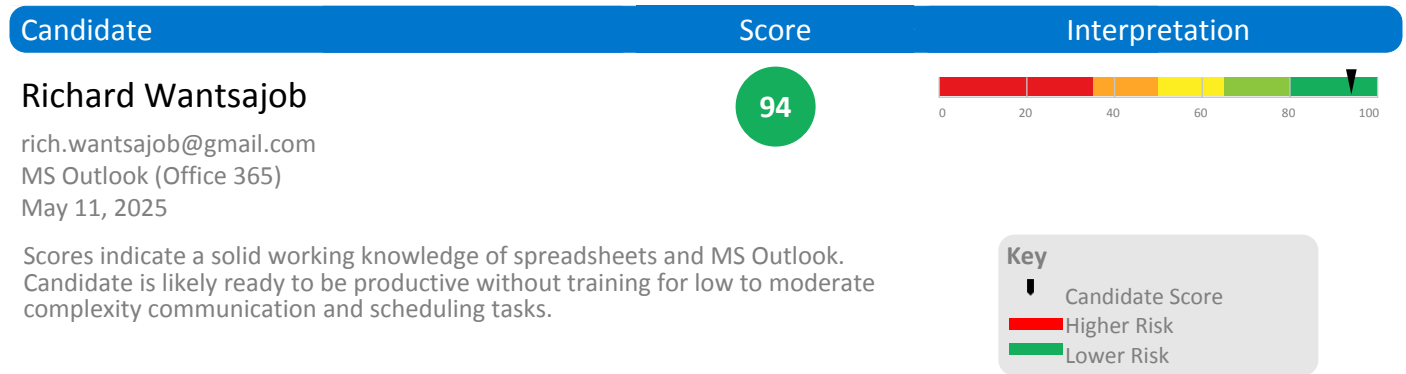 Candidate Score Interpretation
Richard Wantsajob
94
0 20 40 60 80 100
rich.wantsajob@gmail.com
MS Outlook (Office 365)
May 11, 2025
Scores indicate a solid working knowledge of spreadsheets and MS Outlook.
Candidate is likely ready to be productive without training for low to moderate
complexity communication and scheduling tasks.
Key
Candidate Score
Higher Risk
Lower Risk